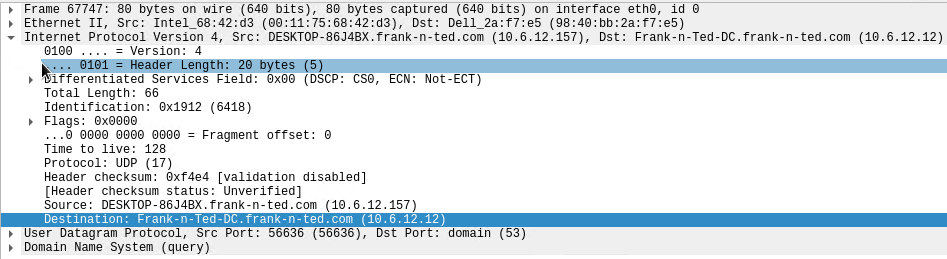 Frame 67747: 80 bytes on wire (640 bits), 80 bytes captured (640 bits) on interface eth0, id 0
Ethernet II, Src: Intel_68:42:d3 (00:11:75:68:42:d3), Dst: Dell_2a:f7:e5 (98:40:bb:2a:f7:e5)
Internet Protocol Version 4, Src: DESKTOP-86J4BX.frank-n-ted.com (10.6.12.157), Dst: Frank-n-Ted-DC.frank-n-ted.com (10.6.12.12)
0100 .... = Version: 4
.... 0101 = Header Length: 20 bytes (5)
Differentiated Services Field: 0x00 (DSCP: CS0, ECN: Not-ECT)
Total Length: 66
Identification: 0x1912 (6418)
Flags: 0x0000
...0 0000 0000 0000 = Fragment offset: 0
Time to live: 128
Protocol: UDP (17)
Header checksum: 0xf4e4 [validation disabled]
[Header checksum status: Unverified]
Source: DESKTOP-86J4BX.frank-n-ted.com (10.6.12.157)
Destination: Frank-n-Ted-DC.frank-n-ted.com (10.6.12.12)
User Datagram Protocol, Src Port: 56636 (56636), Dst Port: domain (53)
Domain Name System (query)